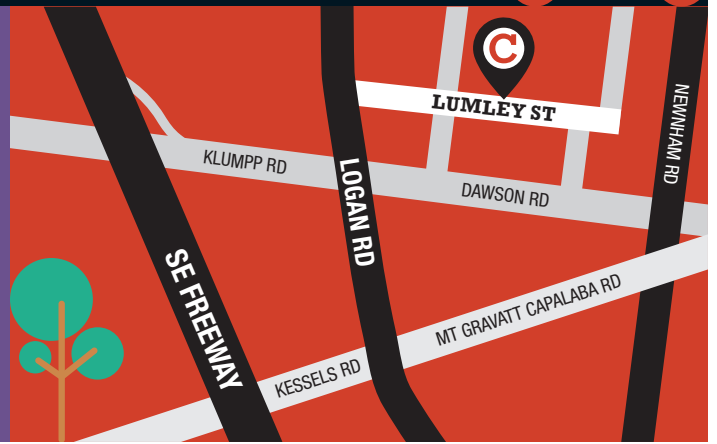 C
LUMLEY ST
NEWNHAM RD
KLUMPP RD
LOGAN RD
DAWSON RD
SE FREEWAY
MT GRAVATT CAPALABA RD
KESSELS RD